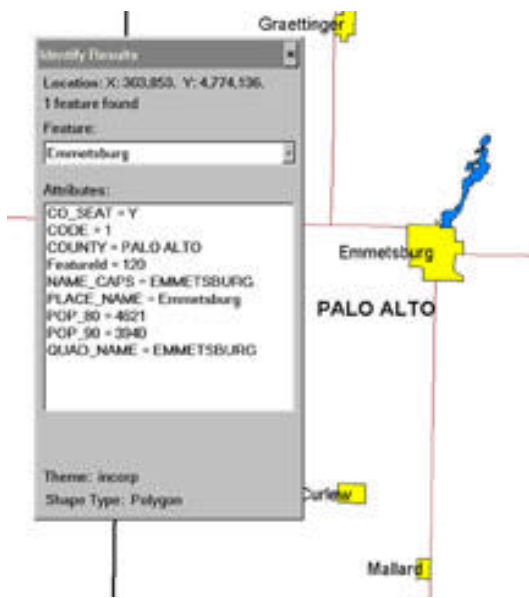 Graettinger
Identify Results
Location: X: 363,853, Y: 4,774,136.
1 feature found
Feature:
Emmetsburg
Attributes:
CO_SEAT = Y
CODE = 1
COUNTY = PALO ALTO
FeatureId = 120
NAME_CAPS = EMMETSBURG
PLACE_NAME = Emmetsburg
POP_80 = 4621
POP_90 = 3940
QUAD_NAME = EMMETSBURG
Emmetsburg
PALO ALTO
Theme: incorp
Shape Type: Polygon
Curlew
Mallard